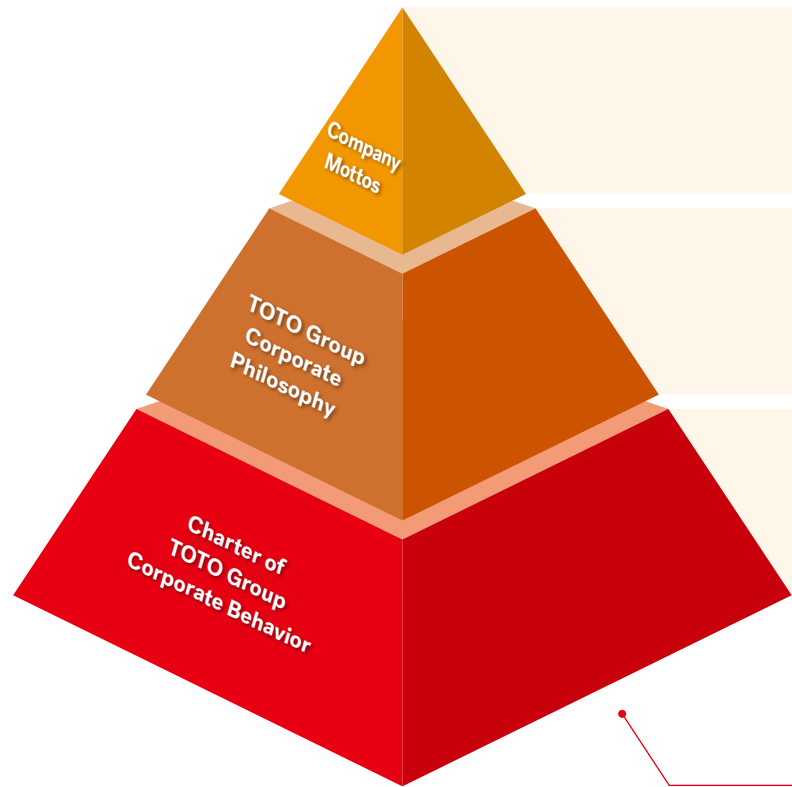 Company
Mottos
TOTO Group
Corporate
Philosophy
Charter of
TOTO Group
Corporate Behavior